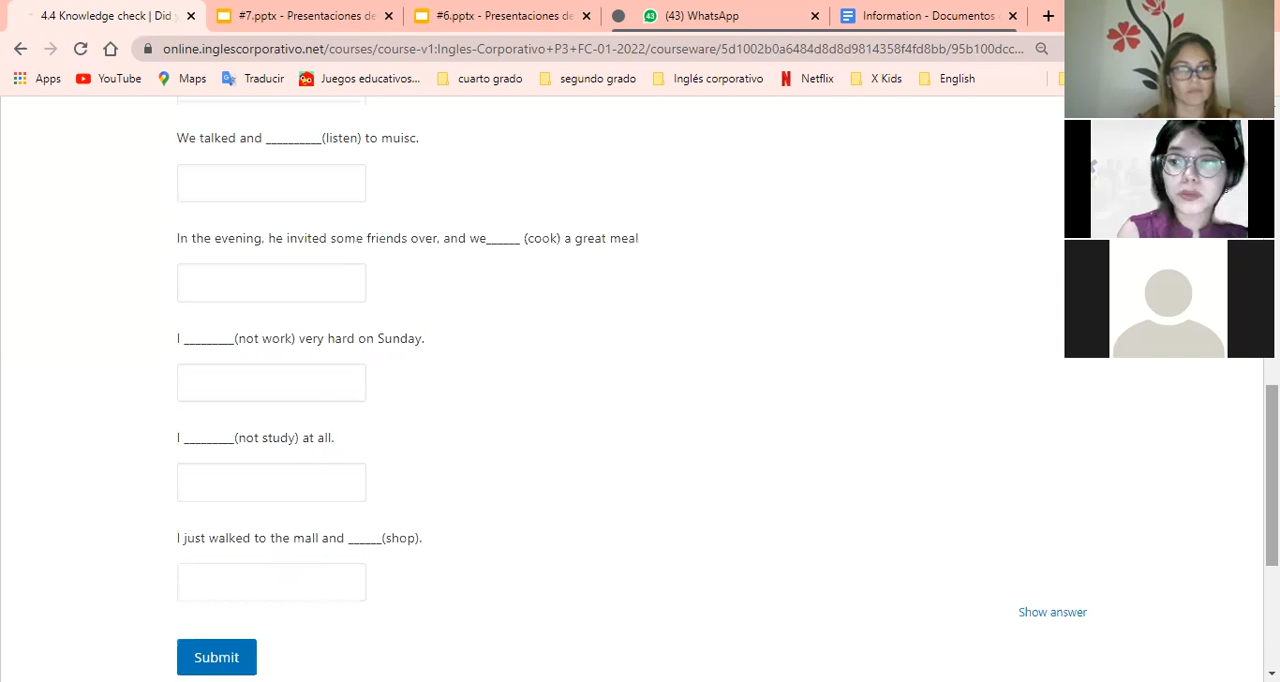 4.4 Knowledge check | Did
#7.pptx - Presentaciones de
#6.pptx - Presentaciones de
43 (43) WhatsApp
Information - Documentos
online.inglescorporativo.net/courses/course-v1:Ingles-Corporativo+P3+FC-01-2022/courseware/5d1002b0a6484d8d8d9814358f4fd8bb/95b100dcc...
Apps YouTube Maps Traducir Juegos educativos... cuarto grado segundo grado Inglés corporativo Netflix X Kids English
We talked and __________(listen) to muisc.
In the evening, he invited some friends over, and we______ (cook) a great meal
I _________(not work) very hard on Sunday.
I _________(not study) at all.
I just walked to the mall and ______(shop).
Show answer
Submit